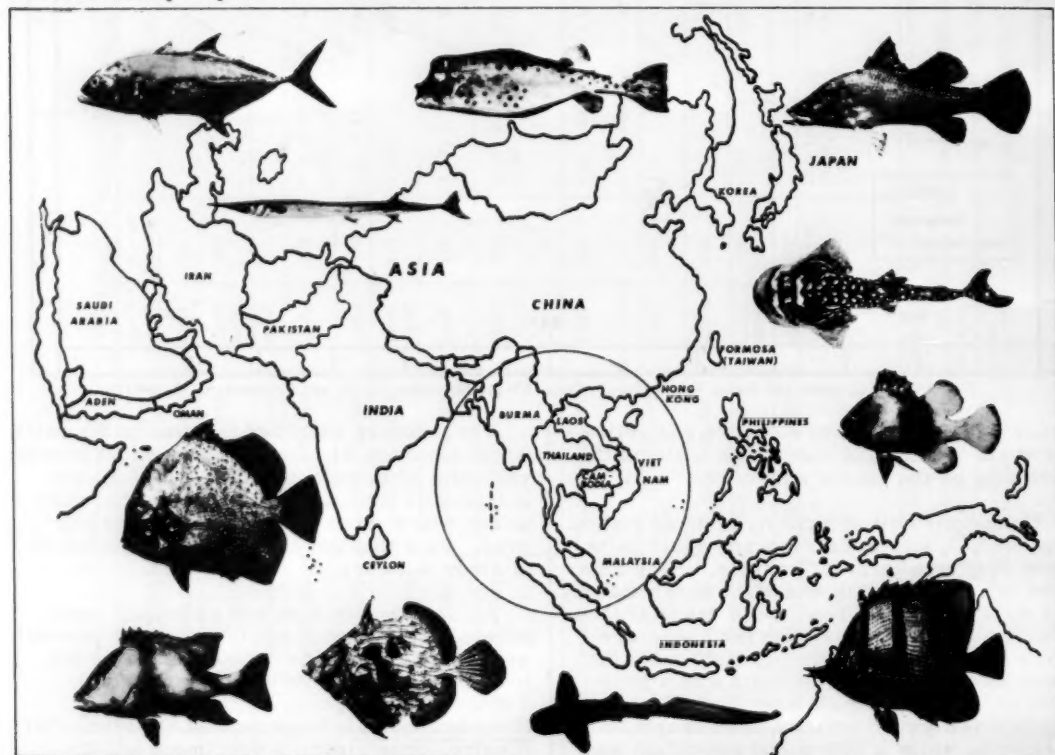 JAPAN
KOREA
ASIA
IRAN
CHINA
SAUDI
ARABIA
PAKISTAN
FORMOSA
(TAIWAN)
HONG
KONG
ADEN
OMAN
INDIA
BURMA
LAOS
PHILIPPINES
THAILAND
VIET
NAM
CAM-
BODIA
CEYLON
MALAYSIA
INDONESIA